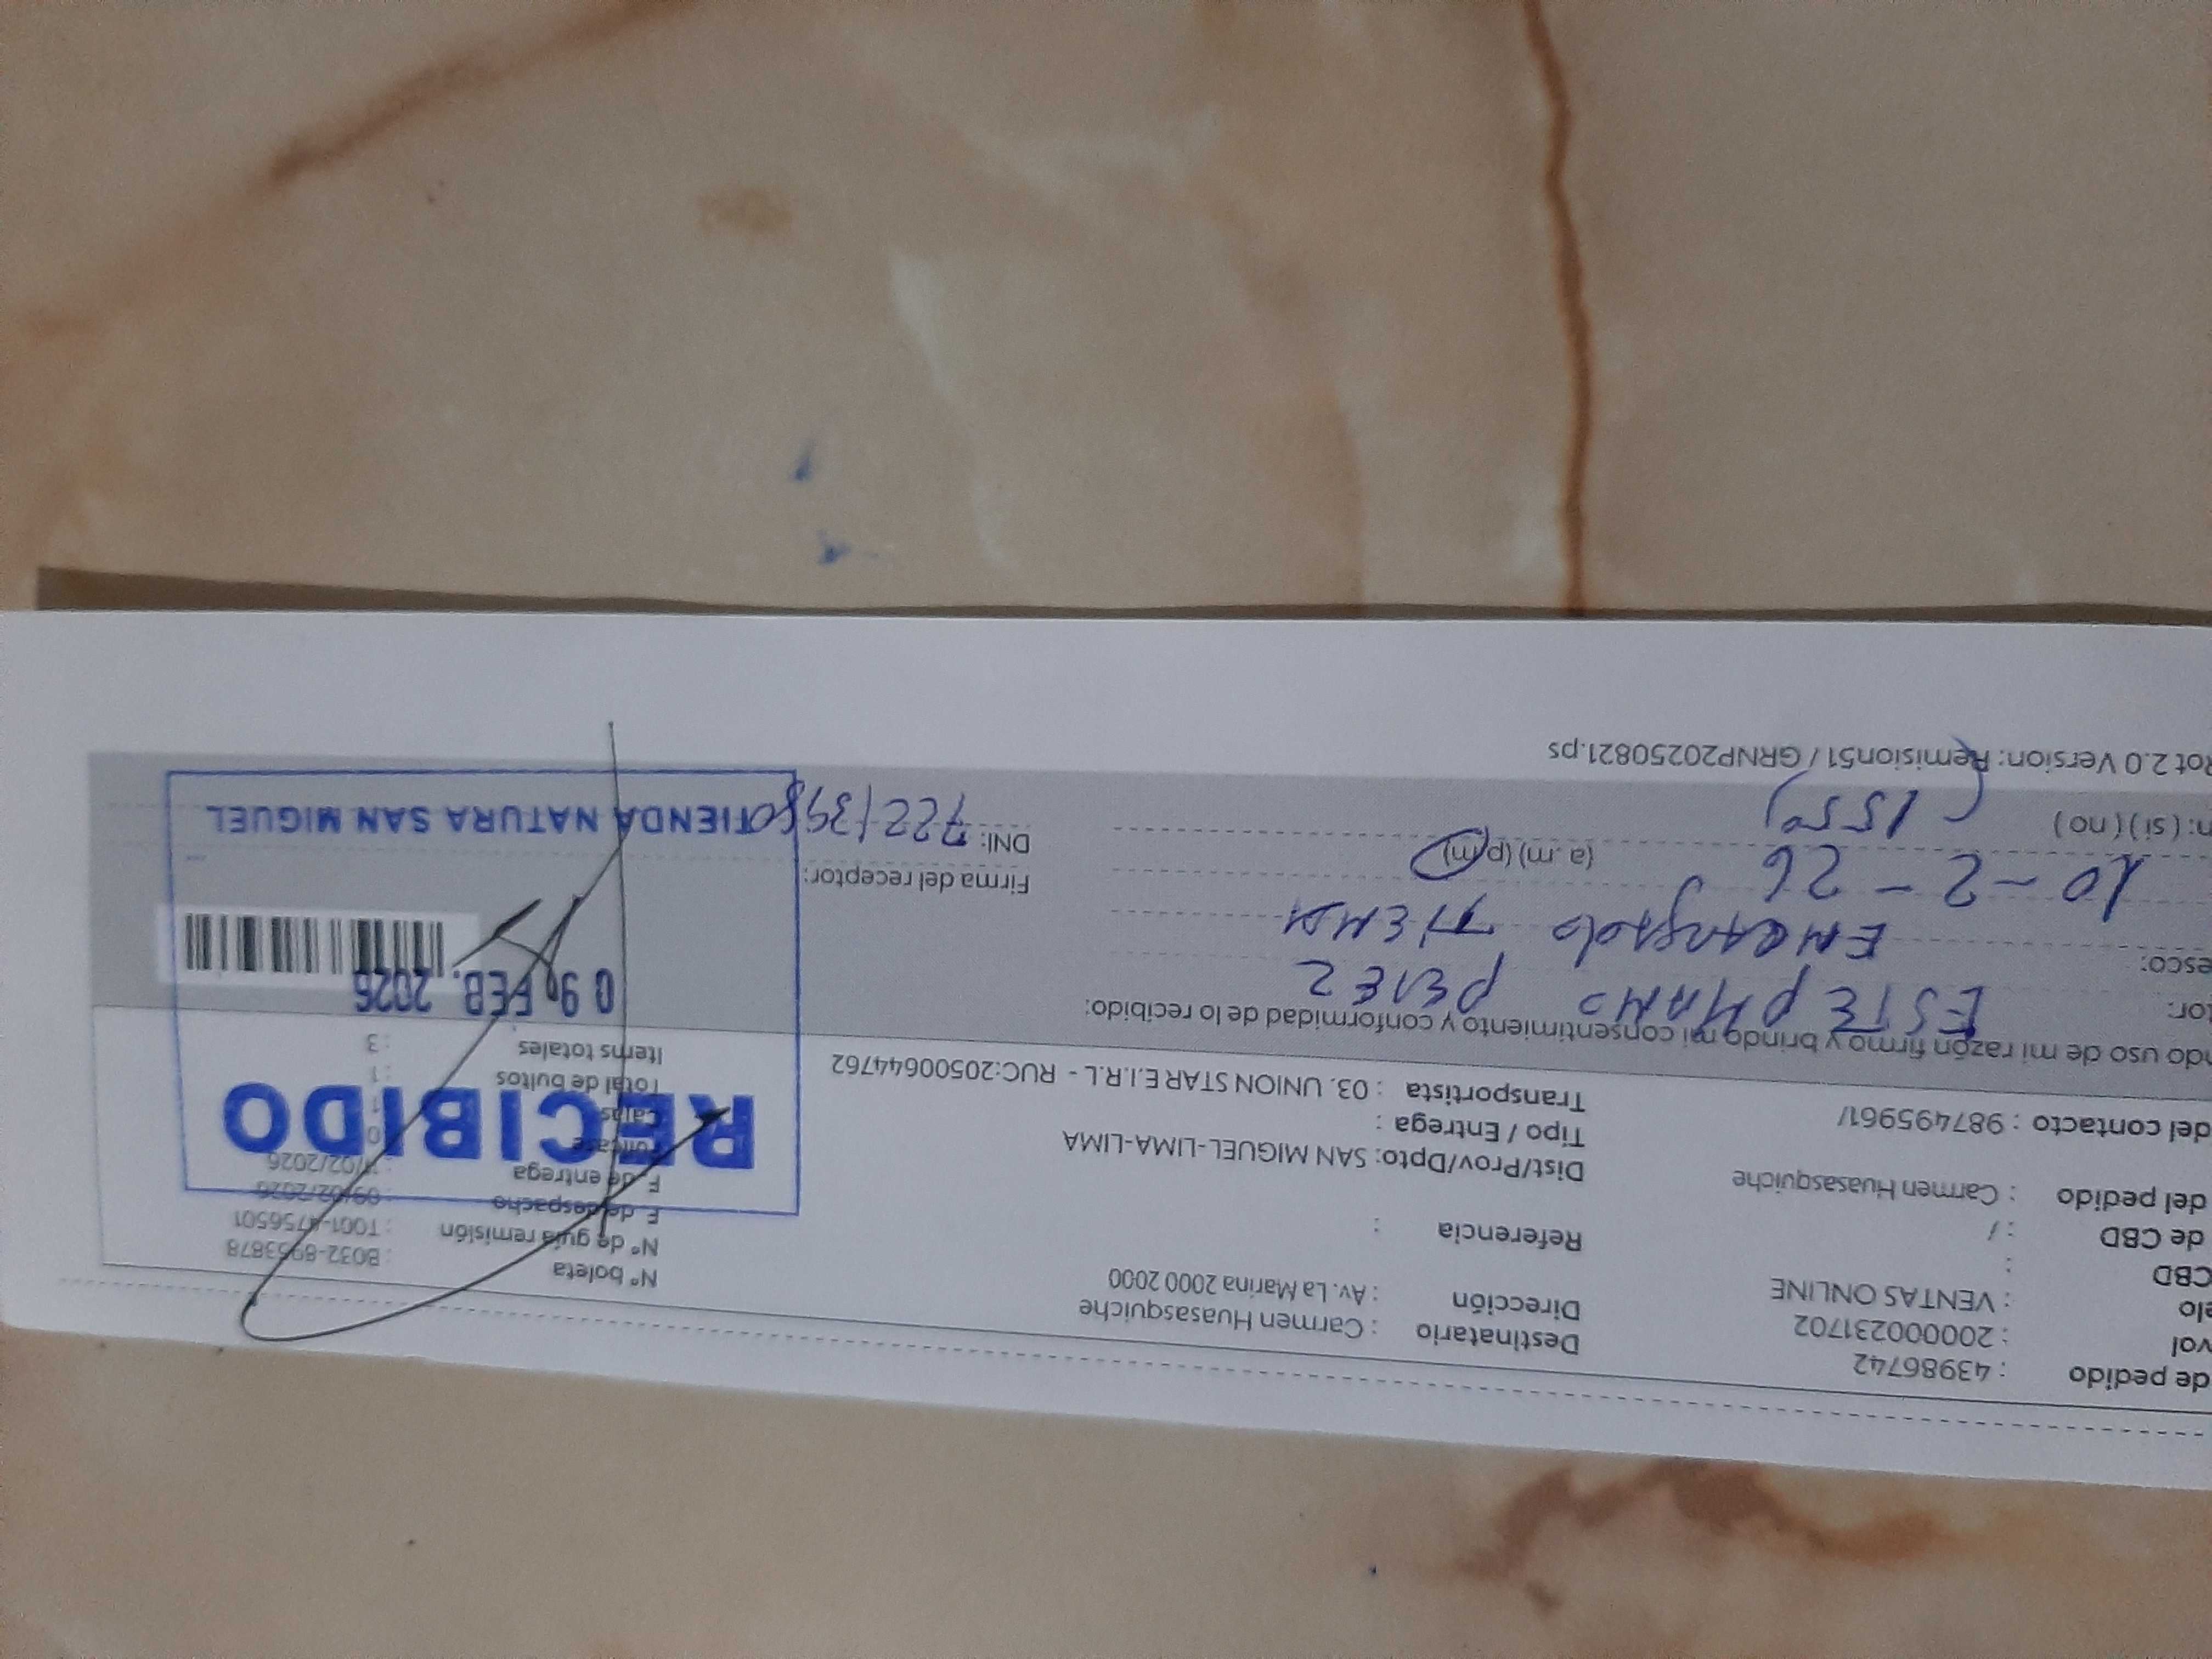 de pedido : 43986742
vol : 200000231702
elo : VENTAS ONLINE
CBD :
de CBD : /
del pedido : Carmen Huasasquiche
del contacto : 987495961/
Destinatario : Carmen Huasasquiche
Dirección : Av. La Marina 2000 2000
Referencia :
Dist/Prov/Dpto: SAN MIGUEL-LIMA-LIMA
Tipo / Entrega :
Transportista : 03. UNION STAR E.I.R.L - RUC:20500644762
Nº boleta : B032-8953878
Nº de guía remisión : T001-4756501
F. de despacho : 09/02/2026
F. de entrega : /02/2026
: 0
Cajas : 1
Total de bultos : 1
Items totales : 3
RECIBIDO
09 FEB. 2026
TIENDA NATURA SAN MIGUEL
ndo uso de mi razón firmo y brindo mi consentimiento y conformidad de lo recibido:
tor: ESTEPHANO PEREZ
esco: ENCARGADO TIENDA
10-2-26 (a.m) (p.m)
n: ( si ) ( no ) (1550)
Firma del receptor:
DNI:
Rot 2.0 Version: Remision51 / GRNP20250821.ps